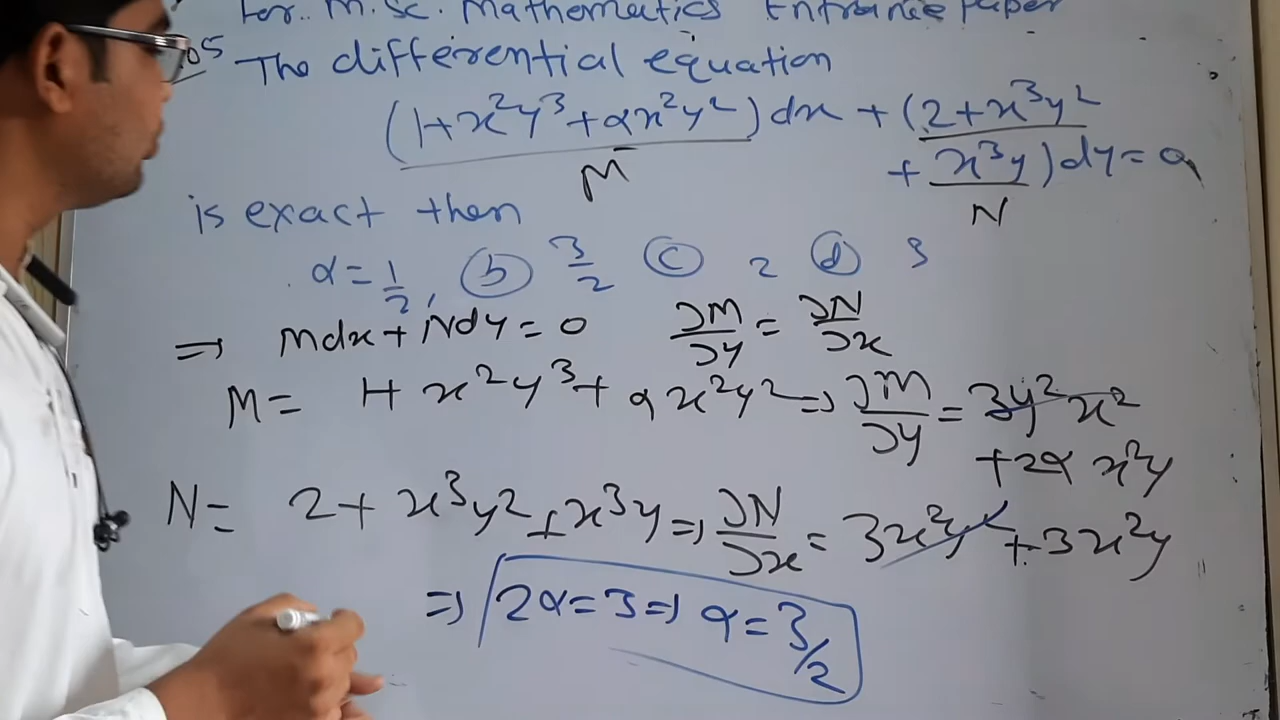 For M.Sc. Mathematics Entrance Paper
05 The differential equation
(1+x²y³+αx²y²)dx + (2+x³y²
+ x³y)dy=0
M
N
is exact then
α=1/2, (b) 3/2 (c) 2 (d) 3
⇒ Mdx+Ndy=0 ∂M/∂y = ∂N/∂x
M= 1+ x²y³+ αx²y² ⇒ ∂M/∂y = 3y²x²
+2α x²y
N= 2+x³y²+x³y ⇒ ∂N/∂x = 3x²y²+3x²y
⇒ 2α=3 ⇒ α=3/2